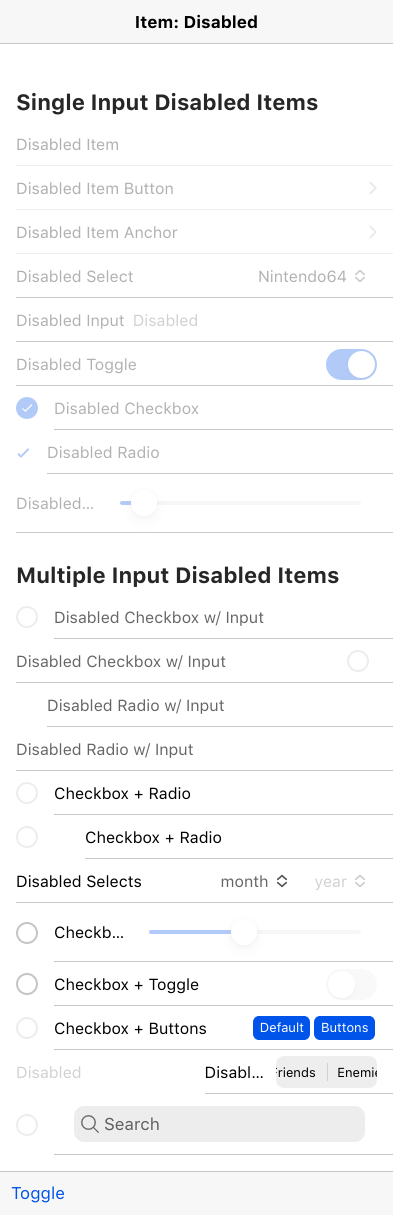 Item: Disabled
Single Input Disabled Items
Disabled Item
Disabled Item Button
Disabled Item Anchor
Disabled Select Nintendo64
Disabled Input Disabled
Disabled Toggle
Disabled Checkbox
Disabled Radio
Disabled...
Multiple Input Disabled Items
Disabled Checkbox w/ Input
Disabled Checkbox w/ Input
Disabled Radio w/ Input
Disabled Radio w/ Input
Checkbox + Radio
Checkbox + Radio
Disabled Selects month year
Checkb...
Checkbox + Toggle
Checkbox + Buttons Default Buttons
Disabled Disabl... riends Enemie
Search
Toggle